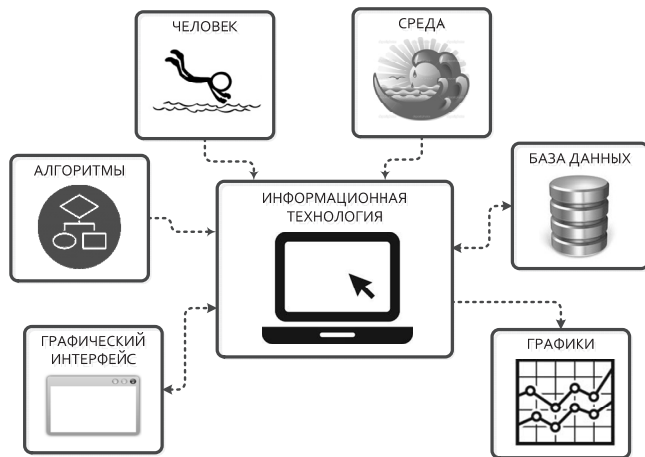 ЧЕЛОВЕК
СРЕДА
АЛГОРИТМЫ
ИНФОРМАЦИОННАЯ
ТЕХНОЛОГИЯ
БАЗА ДАННЫХ
ГРАФИЧЕСКИЙ
ИНТЕРФЕЙС
ГРАФИКИ